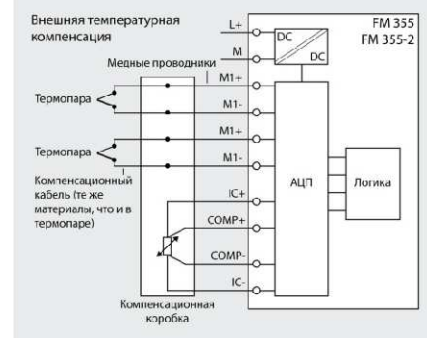 Внешняя температурная
компенсация
L+
FM 355
FM 355-2
DC
DC
M
Медные проводники
M1+
Термопара
M1-
M1+
Термопара
M1-
Компенсационный
кабель (те же
материалы, что и в
термопаре)
IC+
АЦП
Логика
COMP+
COMP-
IC-
Компенсационная
коробка